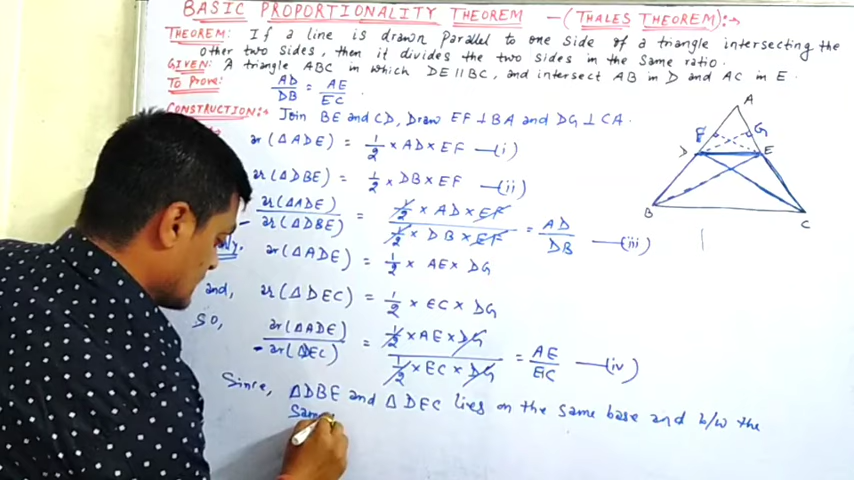 BASIC PROPORTIONALITY THEOREM - (THALES THEOREM):→
THEOREM: If a line is drawn parallel to one side of a triangle intersecting the
other two sides, then it divides the two sides in the same ratio.
GIVEN: A triangle ABC in which DE || BC, and intersect AB in D and AC in E.
To Prove: AD/DB = AE/EC
CONSTRUCTION:- Join BE and CD, Draw EF ⊥ BA and DG ⊥ CA.
ar(ΔADE) = 1/2 × AD × EF —(i)
ar(ΔDBE) = 1/2 × DB × EF —(ii)
ar(ΔADE)/ar(ΔDBE) = (1/2 × AD × EF)/(1/2 × DB × EF) = AD/DB —(iii)
ar(ΔADE) = 1/2 × AE × DG
and, ar(ΔDEC) = 1/2 × EC × DG
So, ar(ΔADE)/ar(ΔDEC) = (1/2 × AE × DG)/(1/2 × EC × DG) = AE/EC —(iv)
Since, ΔDBE and ΔDEC lies on the same base and b/w the
Sam
A
F
G
D
E
B
C